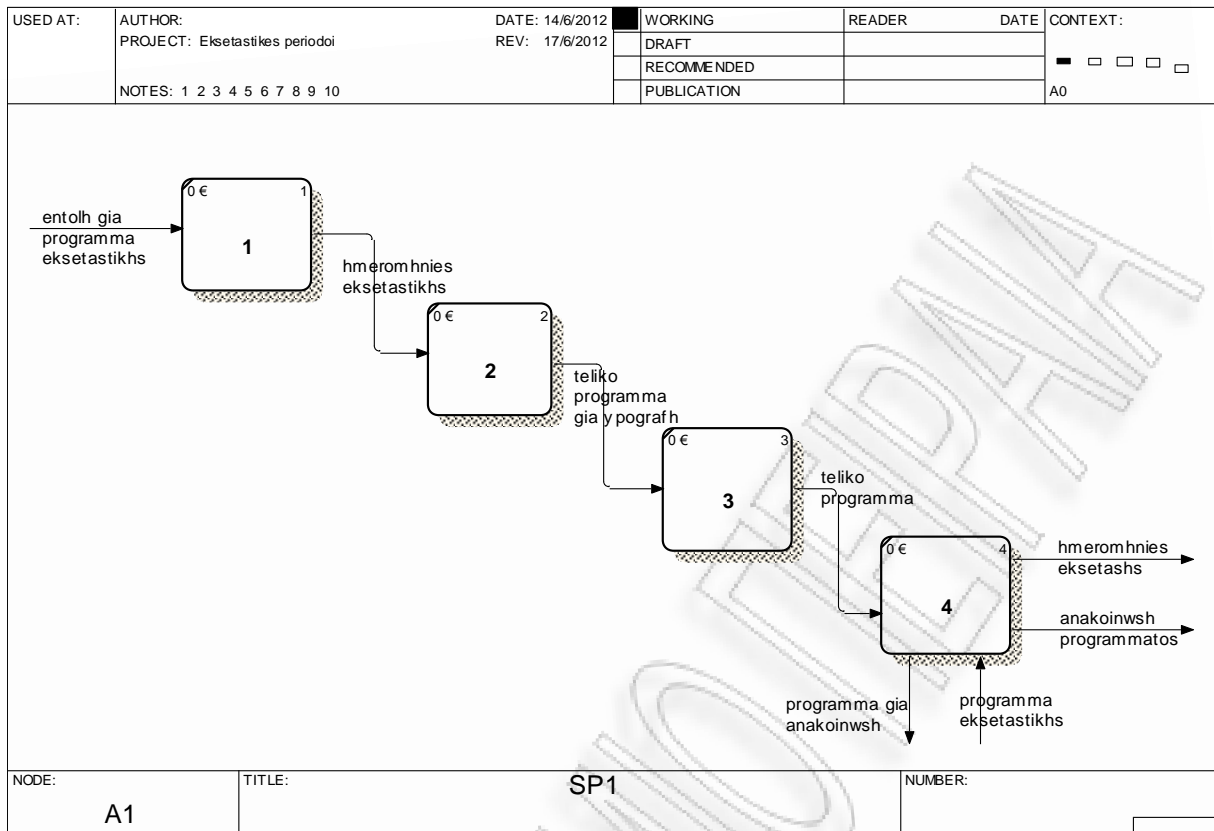 USED AT:
AUTHOR:
DATE: 14/6/2012
PROJECT: Eksetastikes periodoi
REV: 17/6/2012
NOTES: 1 2 3 4 5 6 7 8 9 10
WORKING
DRAFT
RECOMMENDED
PUBLICATION
READER
DATE
CONTEXT:
A0
entolh gia
programma
eksetastikhs
0 €
1
1
hmeromhnies
eksetastikhs
0 €
2
2
teliko
programma
gia ypografh
0 €
3
3
teliko
programma
0 €
4
4
hmeromhnies
eksetashs
anakoinwsh
programmatos
programma gia
anakoinwsh
programma
eksetastikhs
NODE:
A1
TITLE:
SP1
NUMBER: